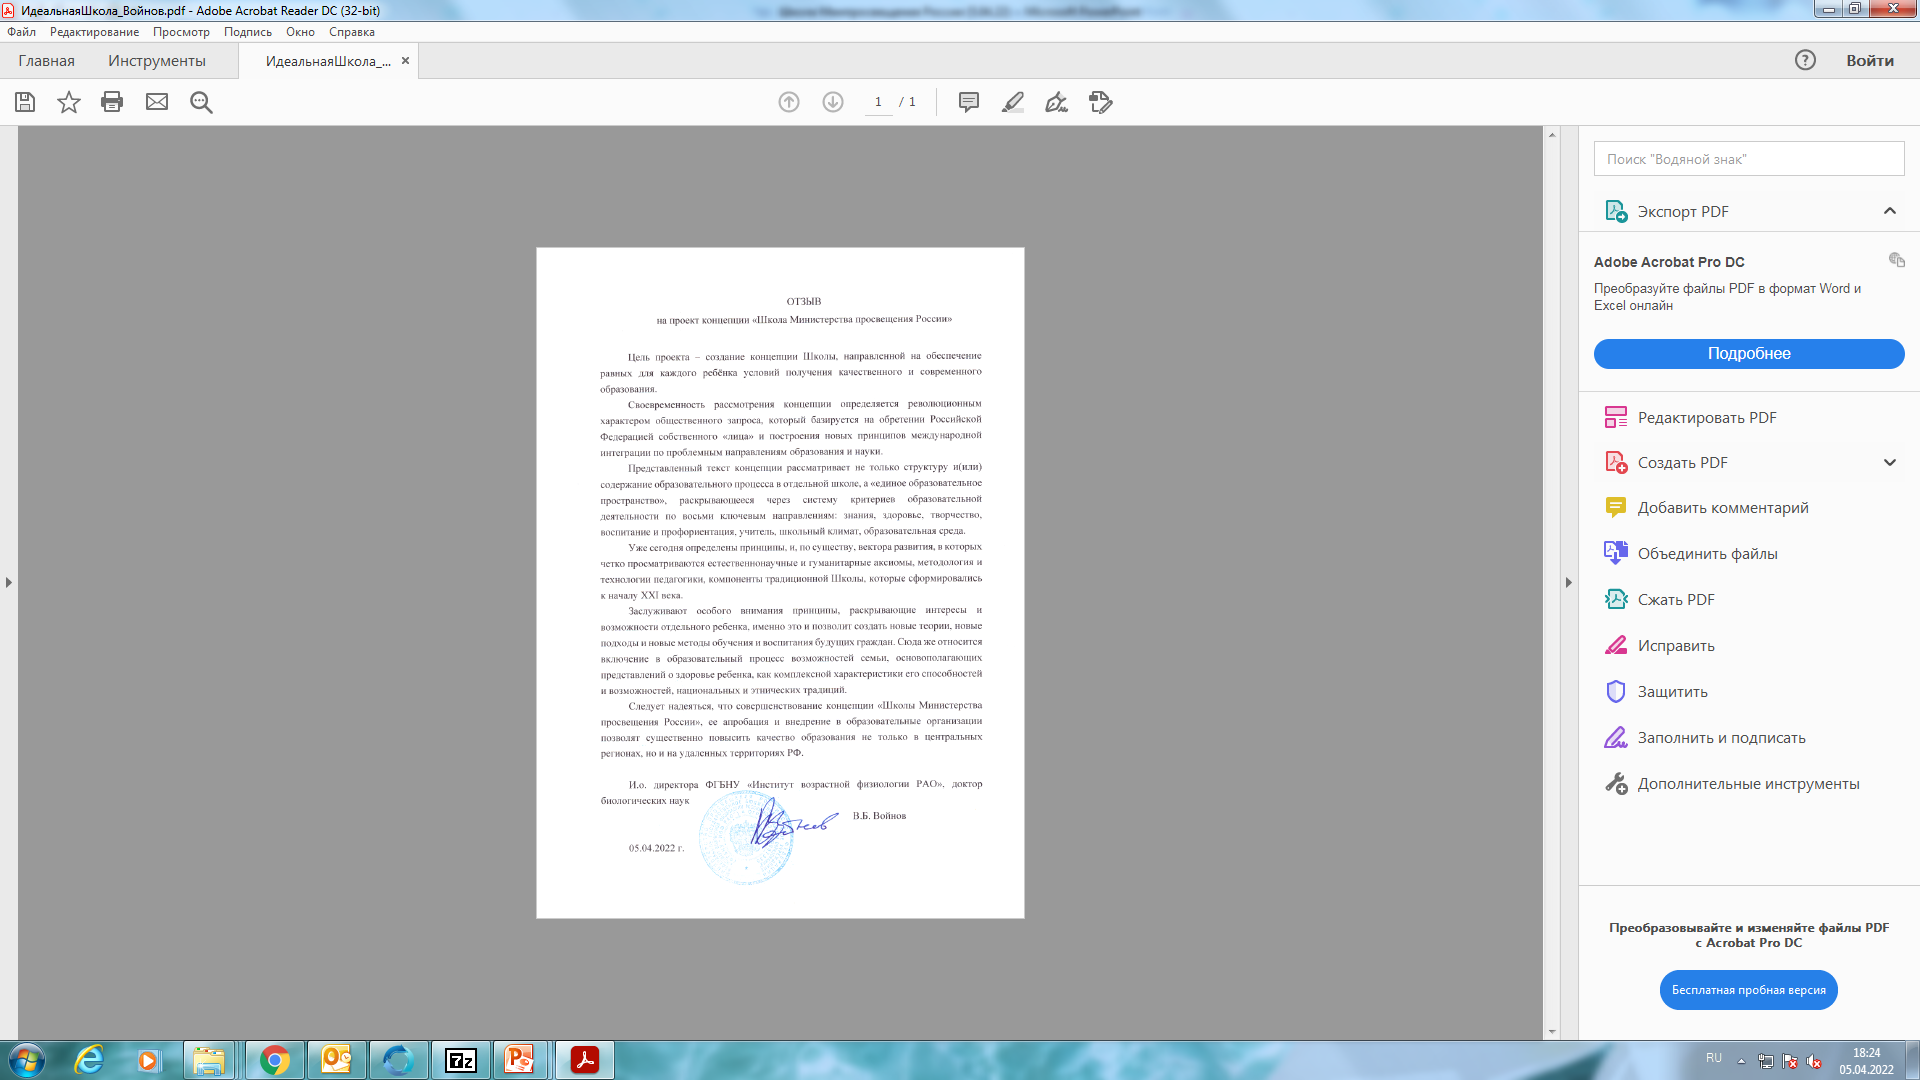 ИдеальнаяШкола_Войнов.pdf - Adobe Acrobat Reader DC (32-bit)
Файл Редактирование Просмотр Подпись Окно Справка
Главная Инструменты ИдеальнаяШкола_... × Войти
1 / 1
ОТЗЫВ
на проект концепции «Школа Министерства просвещения России»
Цель проекта – создание концепции Школы, направленной на обеспечение
равных для каждого ребёнка условий получения качественного и современного
образования.
Своевременность рассмотрения концепции определяется революционным
характером общественного запроса, который базируется на обретении Российской
Федерацией собственного «лица» и построения новых принципов международной
интеграции по проблемным направлениям образования и науки.
Представленный текст концепции рассматривает не только структуру и(или)
содержание образовательного процесса в отдельной школе, а «единое образовательное
пространство», раскрывающееся через систему критериев образовательной
деятельности по восьми ключевым направлениям: знания, здоровье, творчество,
воспитание и профориентация, учитель, школьный климат, образовательная среда.
Уже сегодня определены принципы, и, по существу, вектора развития, в которых
четко просматриваются естественнонаучные и гуманитарные аксиомы, методология и
технологии педагогики, компоненты традиционной Школы, которые сформировались
к началу XXI века.
Заслуживают особого внимания принципы, раскрывающие интересы и
возможности отдельного ребенка, именно это и позволит создать новые теории, новые
подходы и новые методы обучения и воспитания будущих граждан. Сюда же относится
включение в образовательный процесс возможностей семьи, основополагающих
представлений о здоровье ребенка, как комплексной характеристики его способностей
и возможностей, национальных и этнических традиций.
Следует надеяться, что совершенствование концепции «Школы Министерства
просвещения России», ее апробация и внедрение в образовательные организации
позволят существенно повысить качество образования не только в центральных
регионах, но и на удаленных территориях РФ.
И.о. директора ФГБНУ «Институт возрастной физиологии РАО», доктор
биологических наук
В.Б. Войнов
05.04.2022 г.
Поиск "Водяной знак"
Экспорт PDF
Adobe Acrobat Pro DC
Преобразуйте файлы PDF в формат Word и
Excel онлайн
Подробнее
Редактировать PDF
Создать PDF
Добавить комментарий
Объединить файлы
Сжать PDF
Исправить
Защитить
Заполнить и подписать
Дополнительные инструменты
Преобразовывайте и изменяйте файлы PDF
с Acrobat Pro DC
Бесплатная пробная версия
RU
18:24
05.04.2022